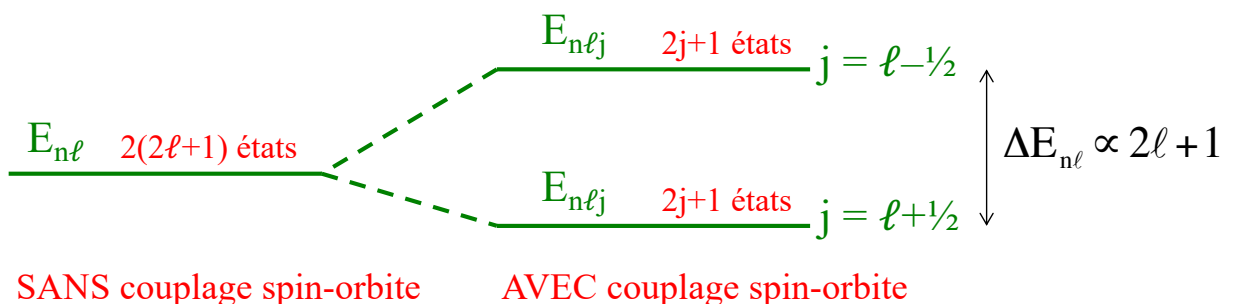 Eₙℓⱼ 2j+1 états j = ℓ–½
Eₙℓ 2(2ℓ+1) états
ΔEₙℓ ∝ 2ℓ+1
Eₙℓⱼ 2j+1 états j = ℓ+½
SANS couplage spin-orbite AVEC couplage spin-orbite